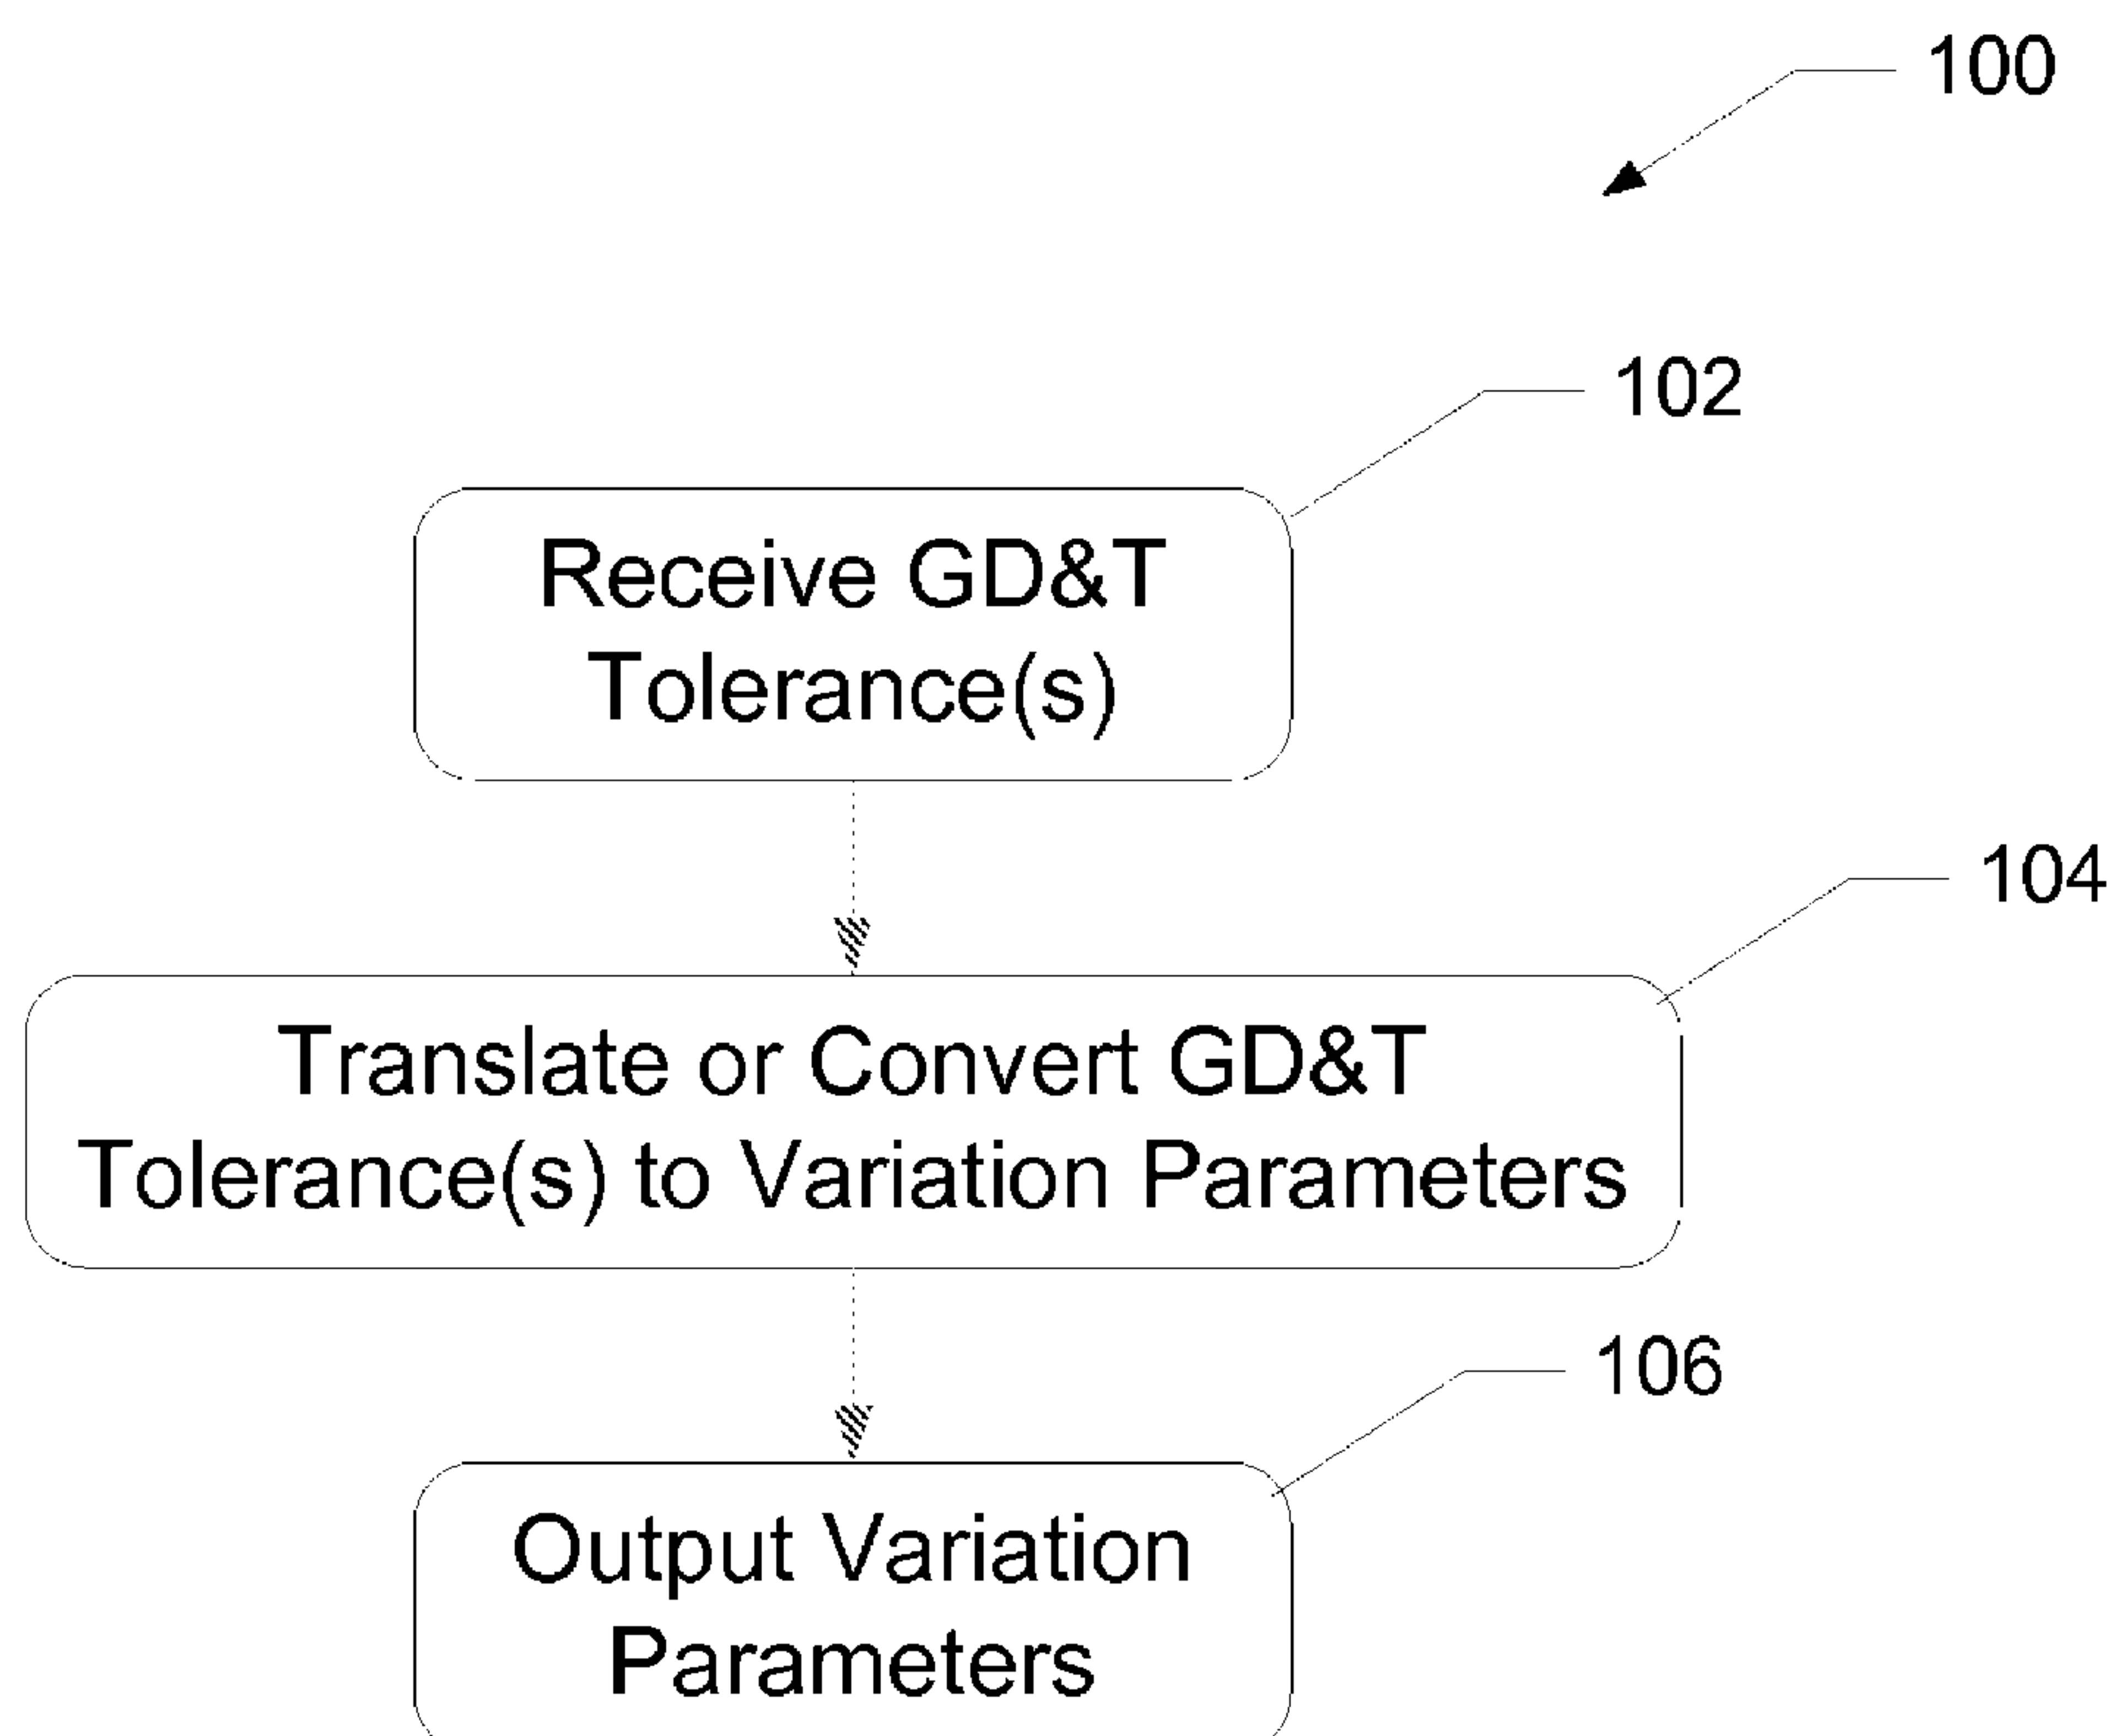 100
102
Receive GD&T
Tolerance(s)
104
Translate or Convert GD&T
Tolerance(s) to Variation Parameters
106
Output Variation
Parameters